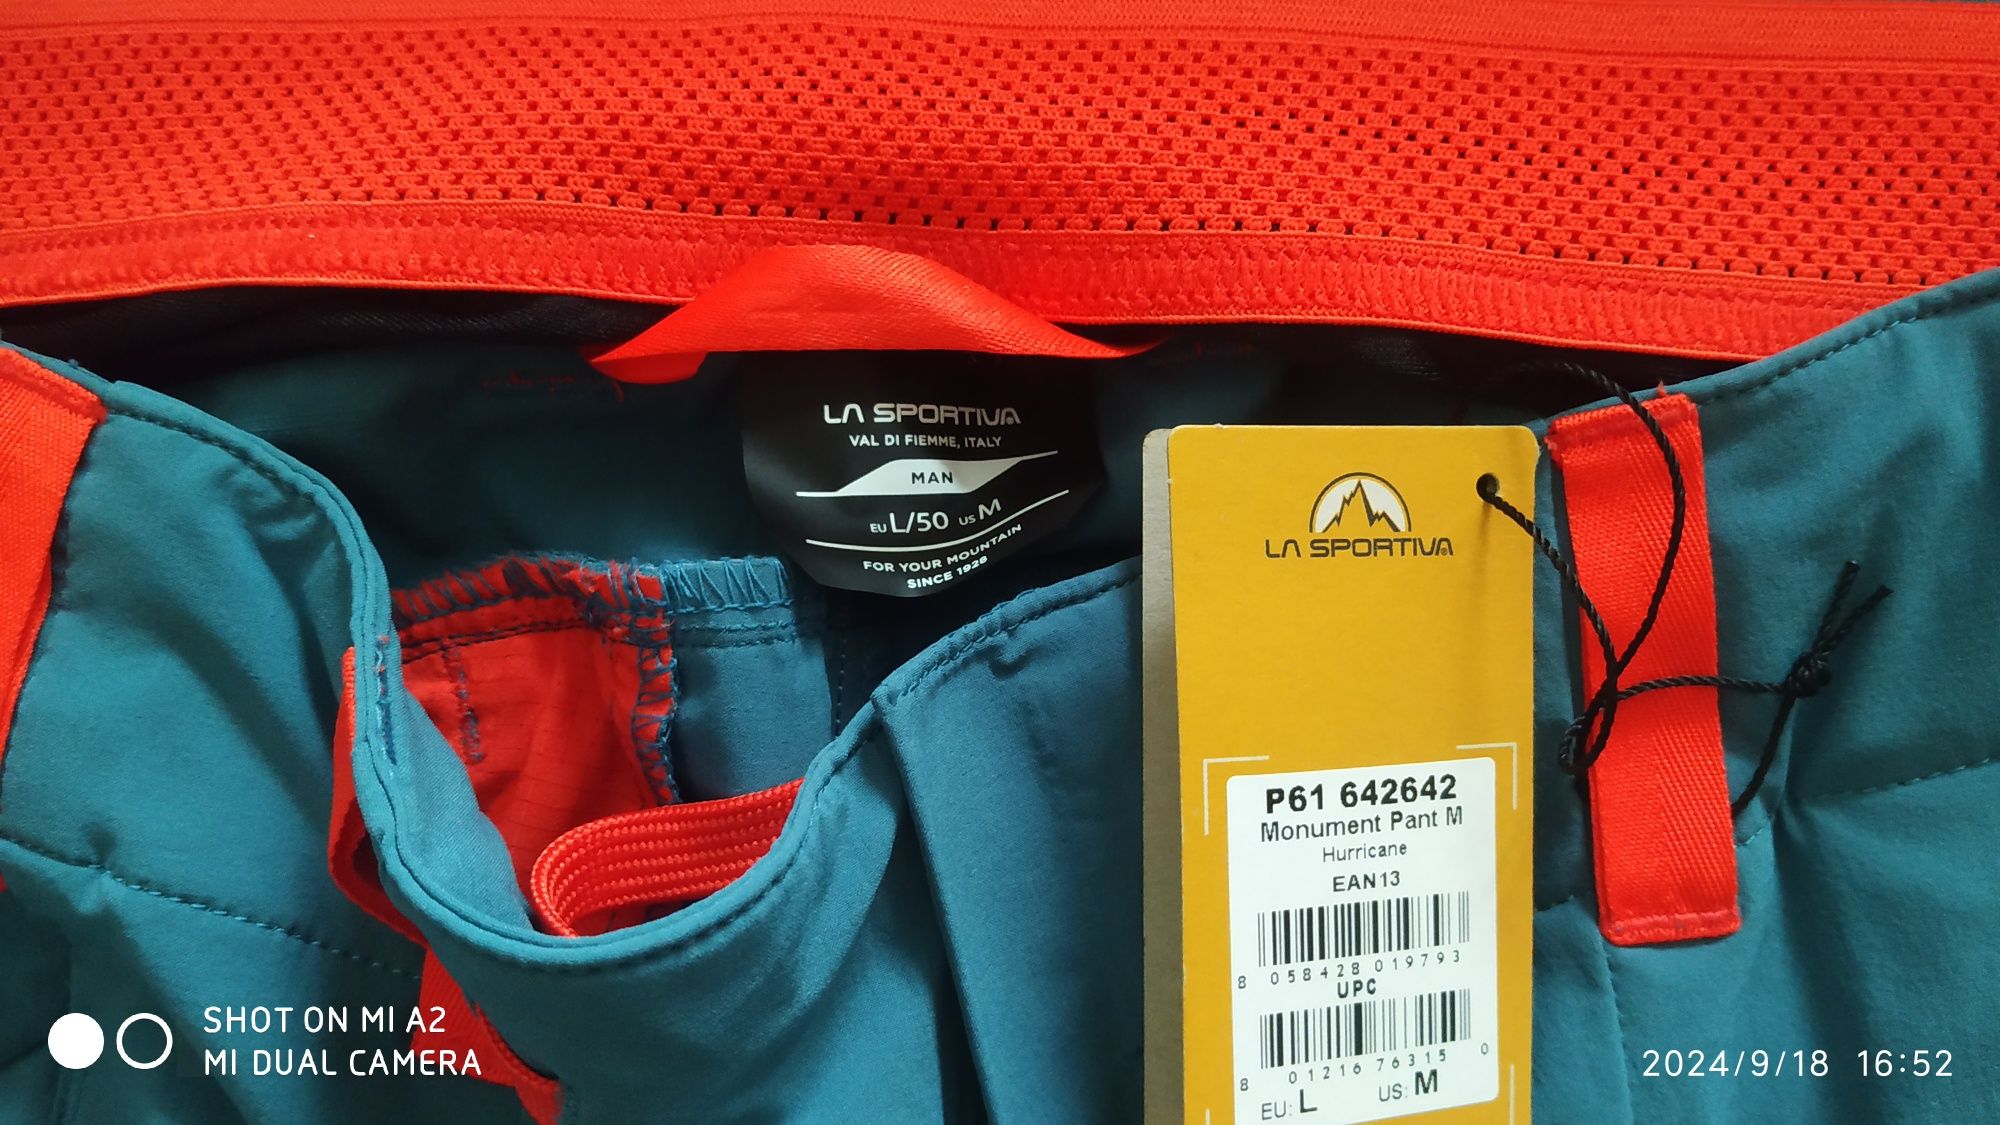 LA SPORTIVA
VAL DI FIEMME, ITALY
MAN
EU L/50 US M
FOR YOUR MOUNTAIN
SINCE 1928
LA SPORTIVA
P61 642642
Monument Pant M
Hurricane
EAN13
8 058428 019793
UPC
8 01216 76315 0
EU: L US: M
SHOT ON MI A2
MI DUAL CAMERA
2024/9/18 16:52